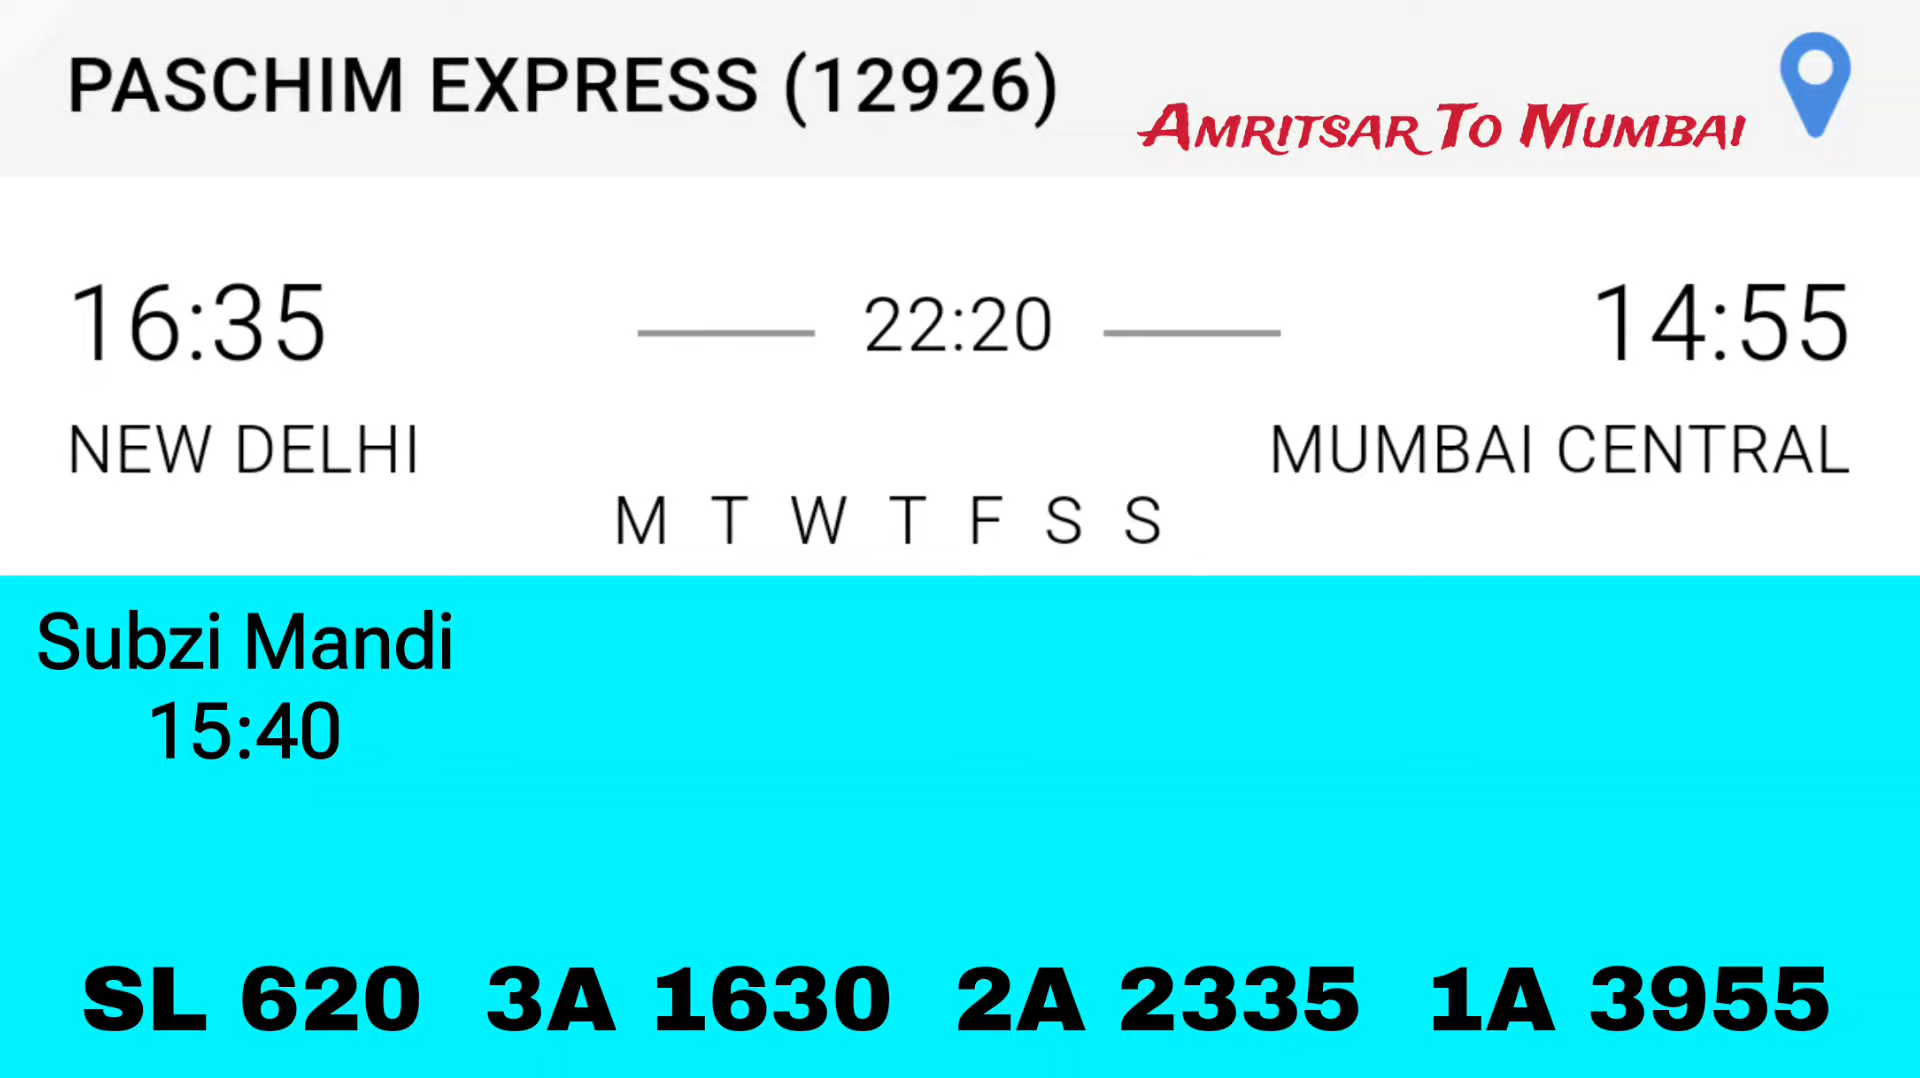 PASCHIM EXPRESS (12926)
AMRITSAR TO MUMBAI
16:35 22:20 14:55
NEW DELHI MUMBAI CENTRAL
M T W T F S S
Subzi Mandi
15:40
SL 620 3A 1630 2A 2335 1A 3955